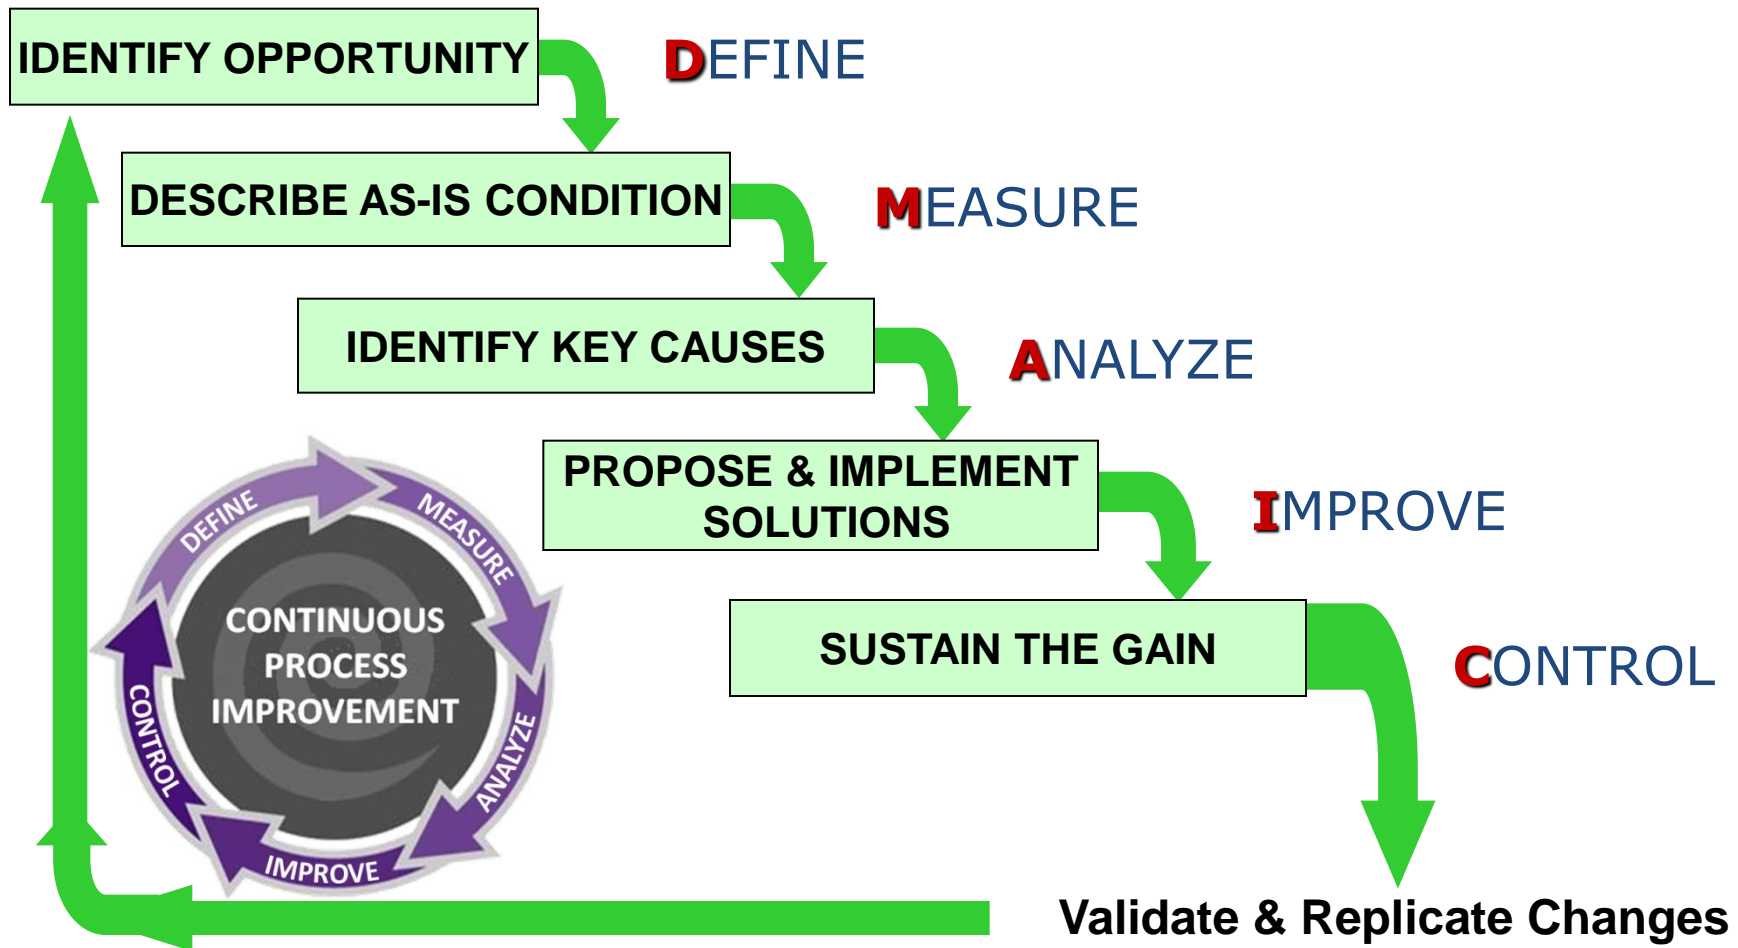 IDENTIFY OPPORTUNITY
DEFINE
DESCRIBE AS-IS CONDITION
MEASURE
IDENTIFY KEY CAUSES
ANALYZE
PROPOSE & IMPLEMENT
SOLUTIONS
IMPROVE
SUSTAIN THE GAIN
CONTROL
DEFINE
MEASURE
ANALYZE
IMPROVE
CONTROL
CONTINUOUS
PROCESS
IMPROVEMENT
Validate & Replicate Changes